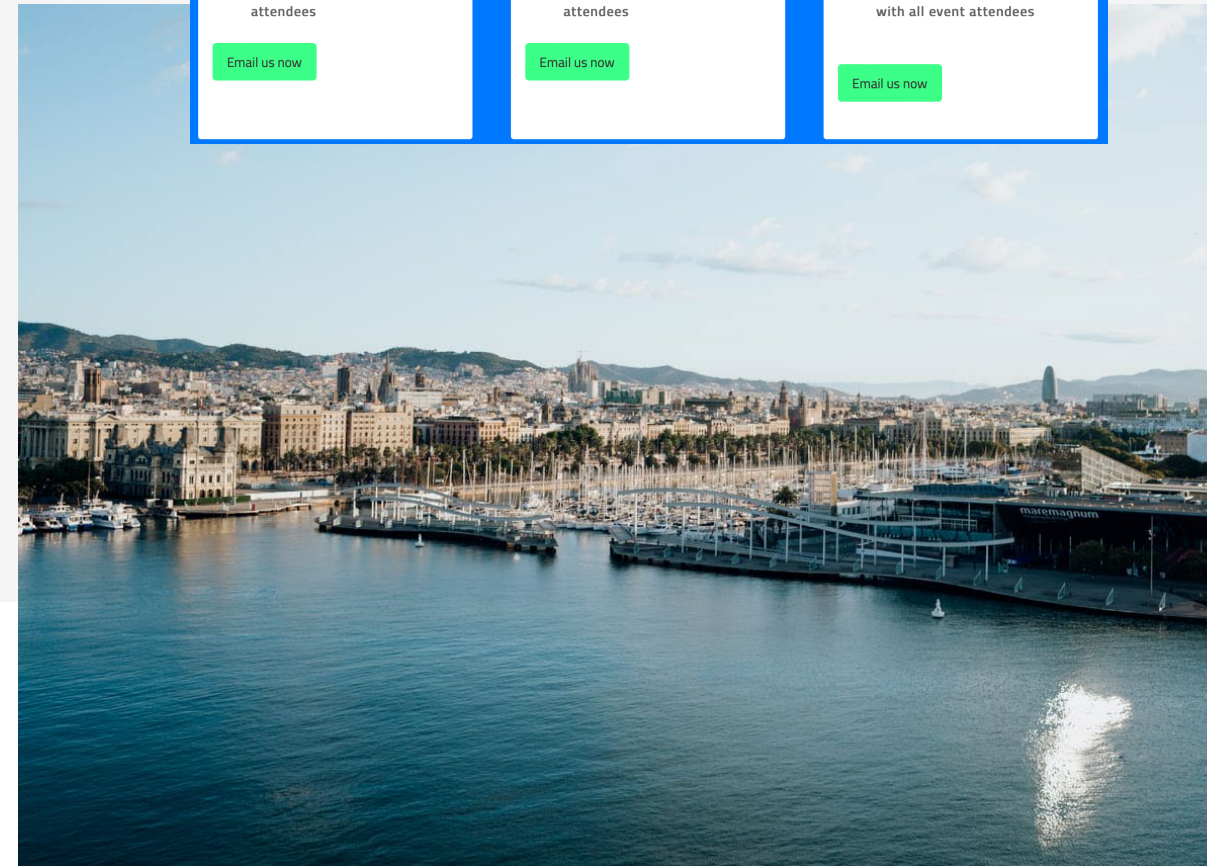 attendees
attendees
with all event attendees
Email us now
Email us now
Email us now
maremagnum